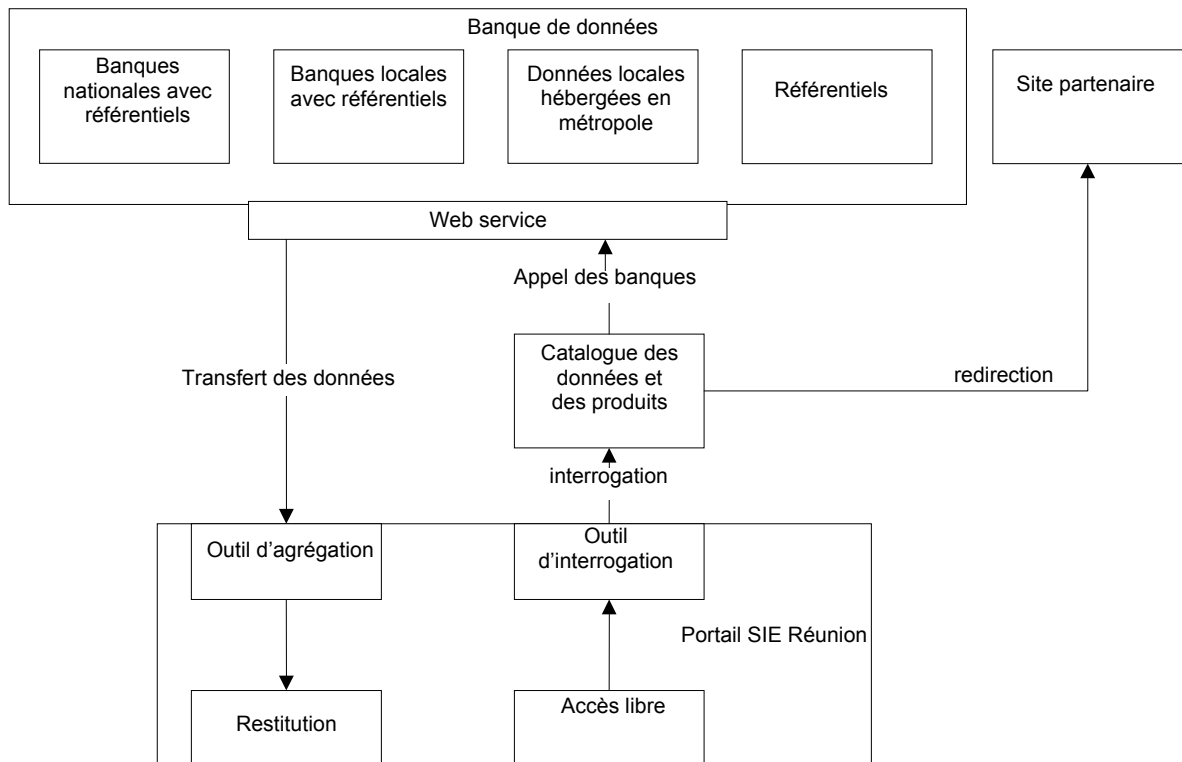 Banque de données
Banques
nationales avec
référentiels
Banques locales
avec référentiels
Données locales
hébergées en
métropole
Référentiels
Site partenaire
Web service
Appel des banques
Catalogue des
données et
des produits
Transfert des données
redirection
interrogation
Outil d’agrégation
Outil
d’interrogation
Portail SIE Réunion
Restitution
Accès libre